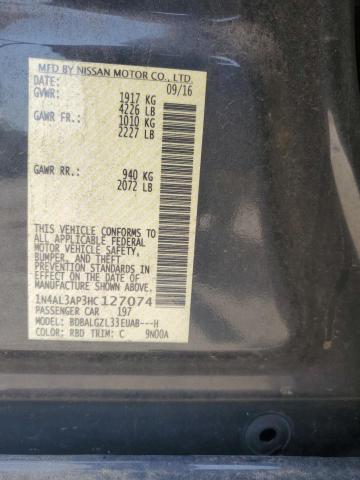 MFD BY NISSAN MOTOR CO., LTD.
DATE: 09/16
GVWR: 1917 KG
4226 LB
GAWR FR.: 1010 KG
2227 LB
GAWR RR.: 940 KG
2072 LB
THIS VEHICLE CONFORMS TO
ALL APPLICABLE FEDERAL
MOTOR VEHICLE SAFETY,
BUMPER, AND THEFT
PREVENTION STANDARDS
IN EFFECT ON THE DATE OF
MANUFACTURE SHOWN ABOVE.
1N4AL3AP3HC127074
PASSENGER CAR 197
MODEL: BDBALGZL33EUAB---H
COLOR: RBD TRIM: C 9N00A